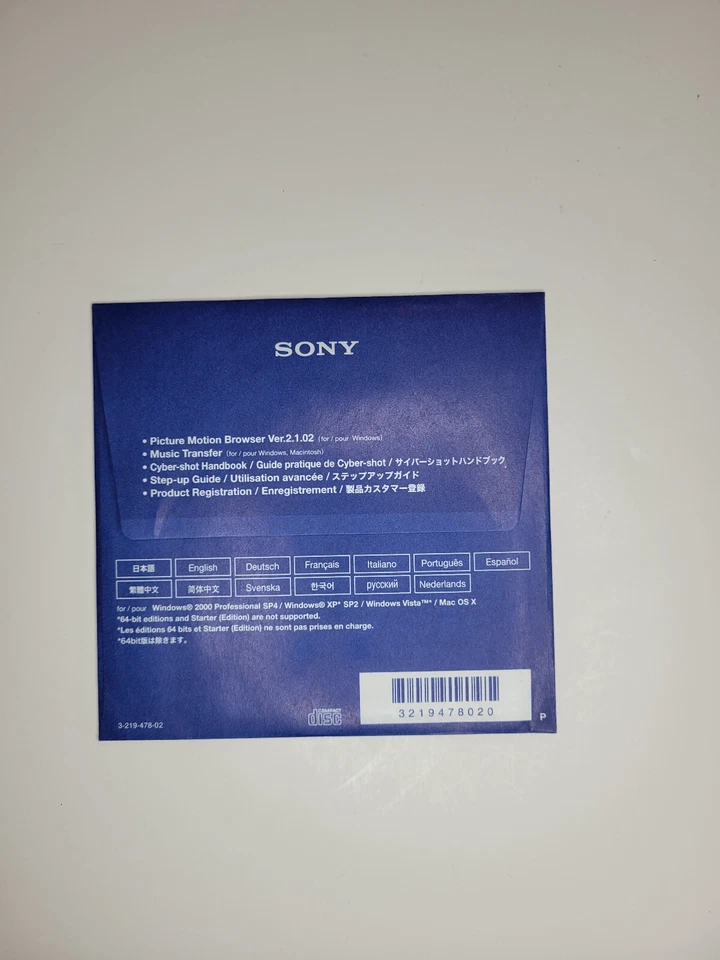 SONY
• Picture Motion Browser Ver.2.1.02 (for / pour Windows)
• Music Transfer (for / pour Windows, Macintosh)
• Cyber-shot Handbook / Guide pratique de Cyber-shot / サイバーショットハンドブック
• Step-up Guide / Utilisation avancée / ステップアップガイド
• Product Registration / Enregistrement / 製品カスタマー登録
日本語 English Deutsch Français Italiano Português Español
繁體中文 简体中文 Svenska 한국어 русский Nederlands
for / pour Windows® 2000 Professional SP4 / Windows® XP* SP2 / Windows Vista™* / Mac OS X
*64-bit editions and Starter (Edition) are not supported.
*Les éditions 64 bits et Starter (Edition) ne sont pas prises en charge.
*64bit版は除きます。
3-219-478-02
COMPACT
disc
3219478020
P